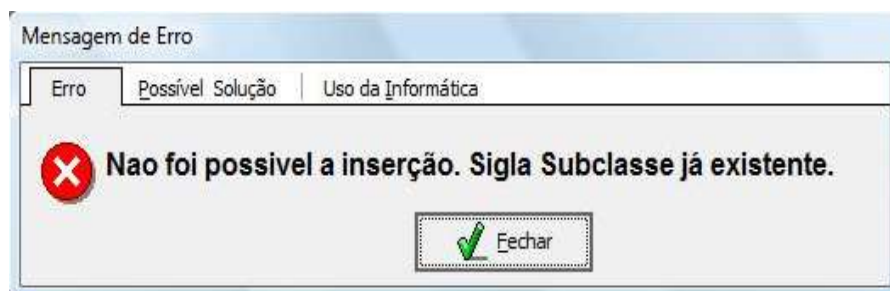 Mensagem de Erro
Erro Possível Solução Uso da Informática
Nao foi possivel a inserção. Sigla Subclasse já existente.
Fechar